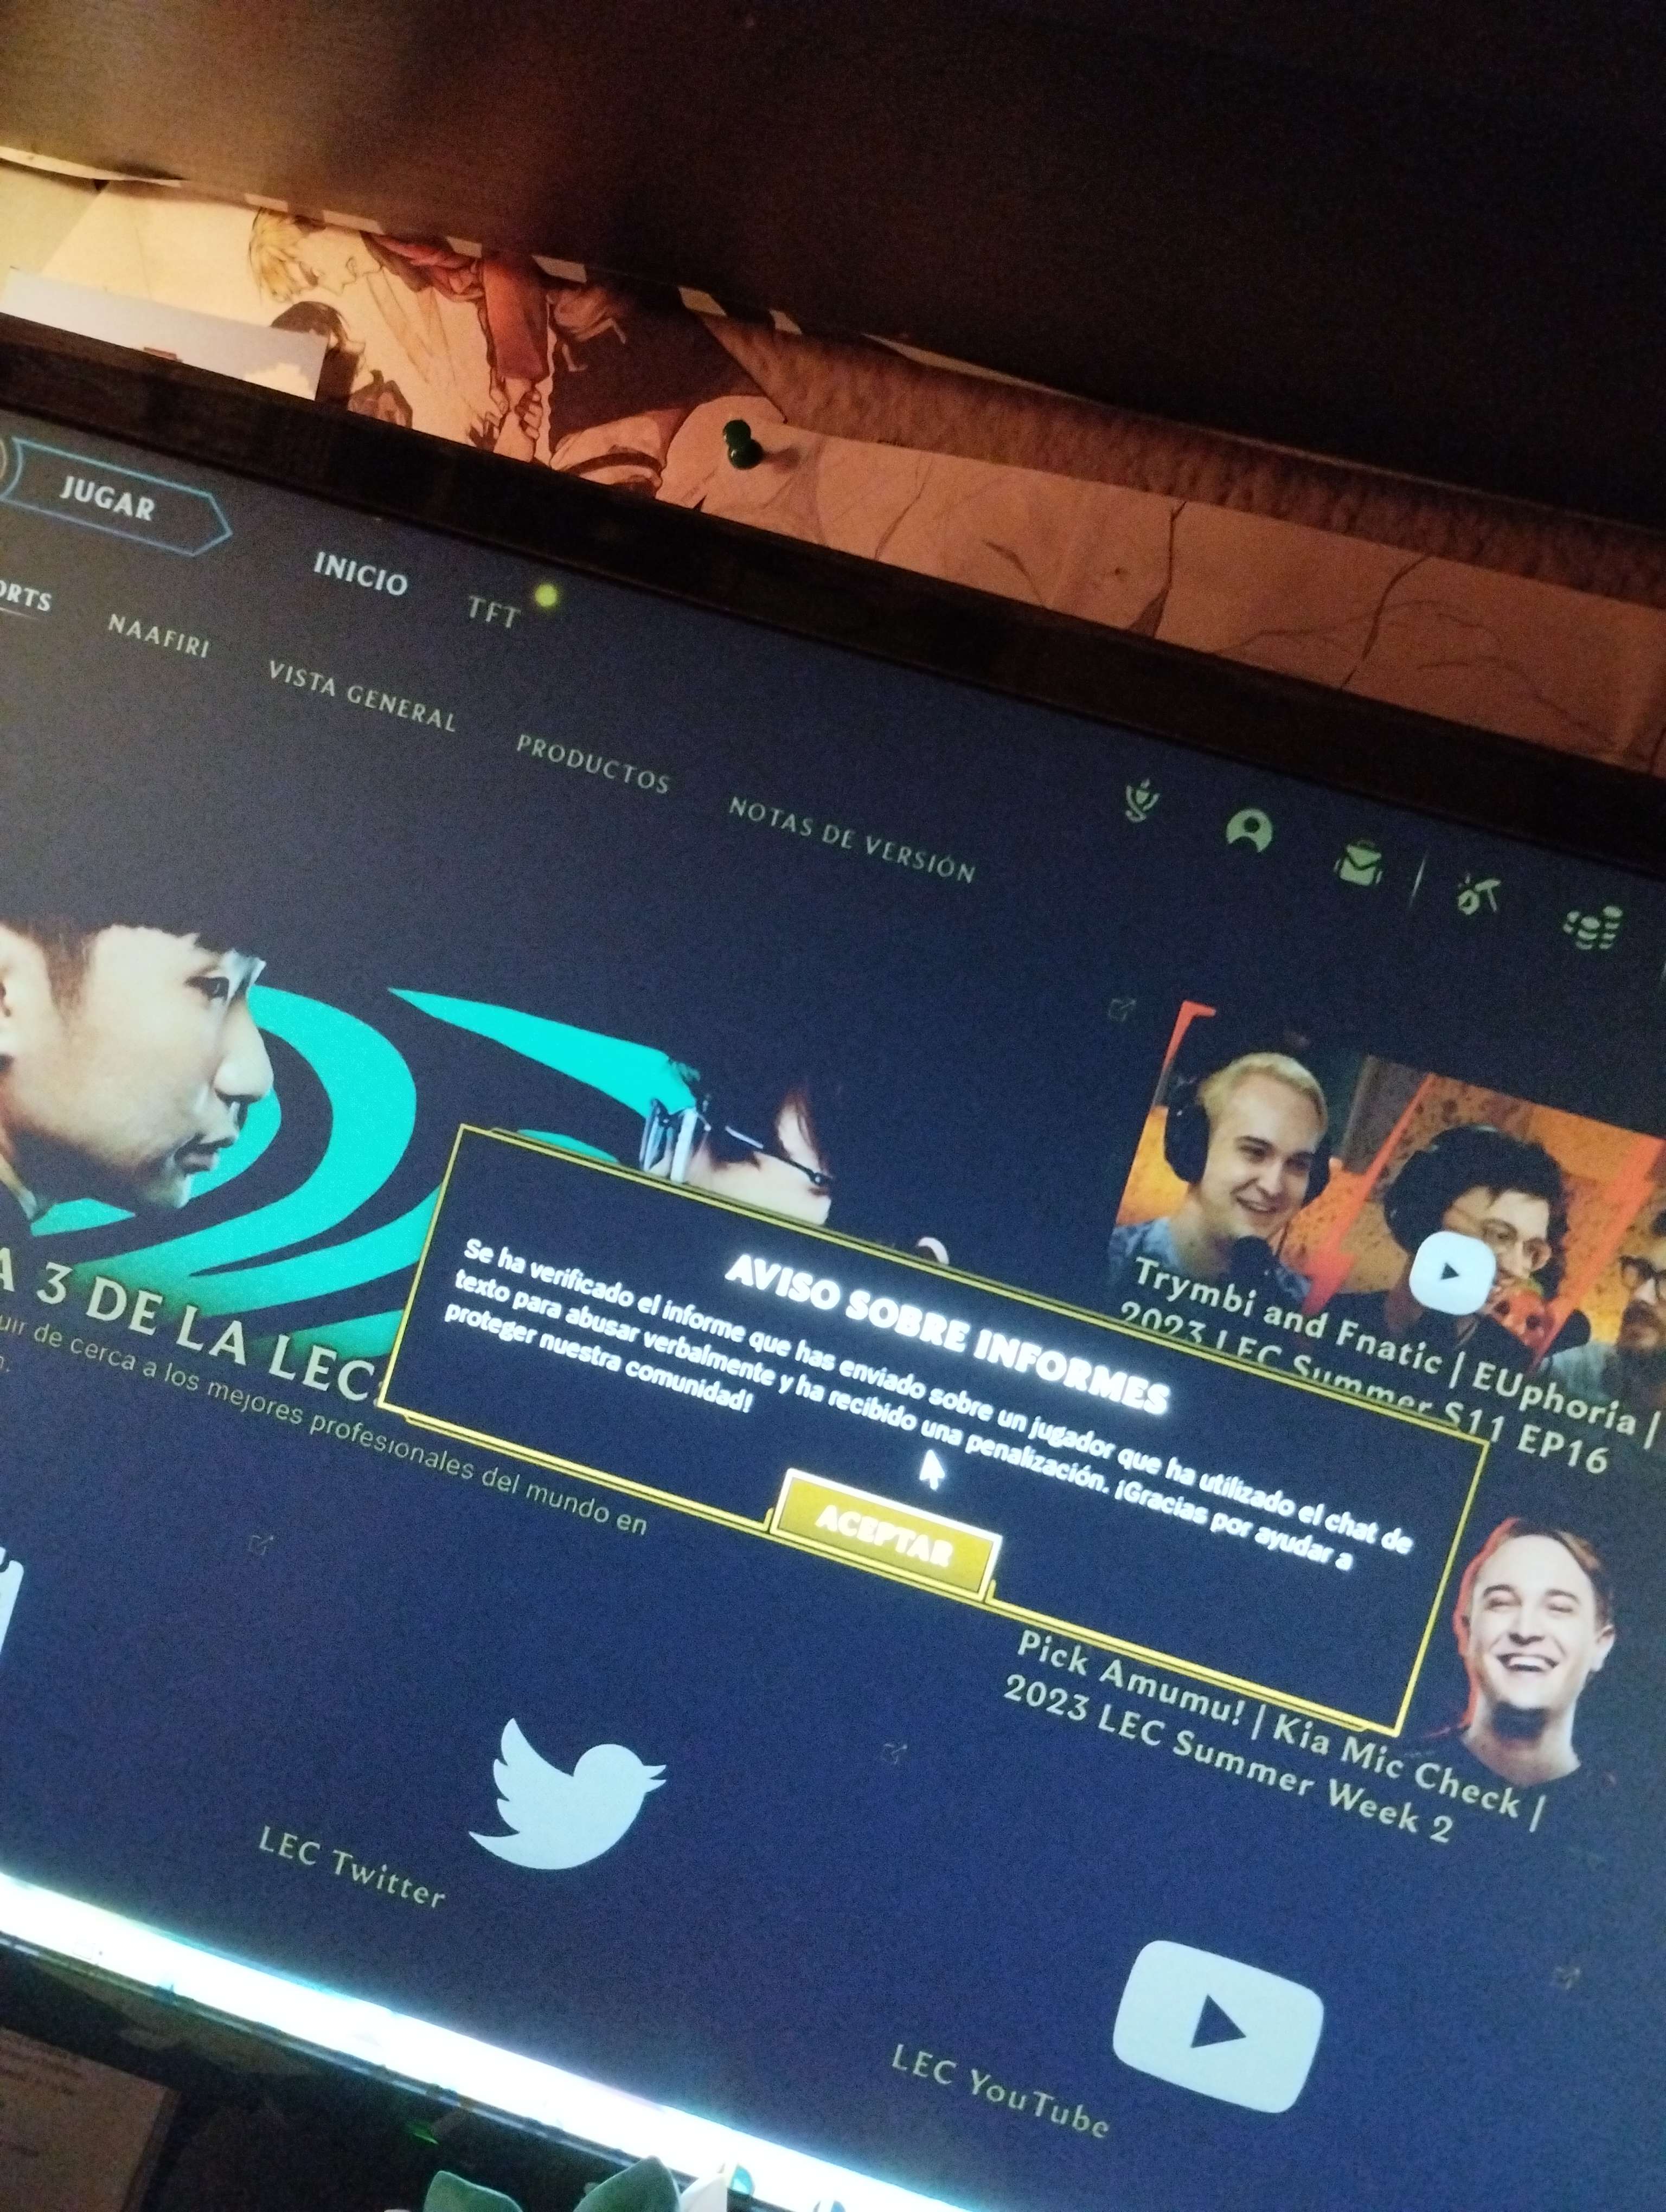 JUGAR
INICIO
TFT
ORTS
NAAFIRI
VISTA GENERAL
PRODUCTOS
NOTAS DE VERSIÓN
A 3 DE LA LEC
uir de cerca a los mejores profesionales del mundo en
AVISO SOBRE INFORMES
Se ha verificado el informe que has enviado sobre un jugador que ha utilizado el chat de
texto para abusar verbalmente y ha recibido una penalización. ¡Gracias por ayudar a
proteger nuestra comunidad!
ACEPTAR
Trymbi and Fnatic | EUphoria |
2023 LEC Summer S11 EP16
Pick Amumu! | Kia Mic Check |
2023 LEC Summer Week 2
LEC Twitter
LEC YouTube